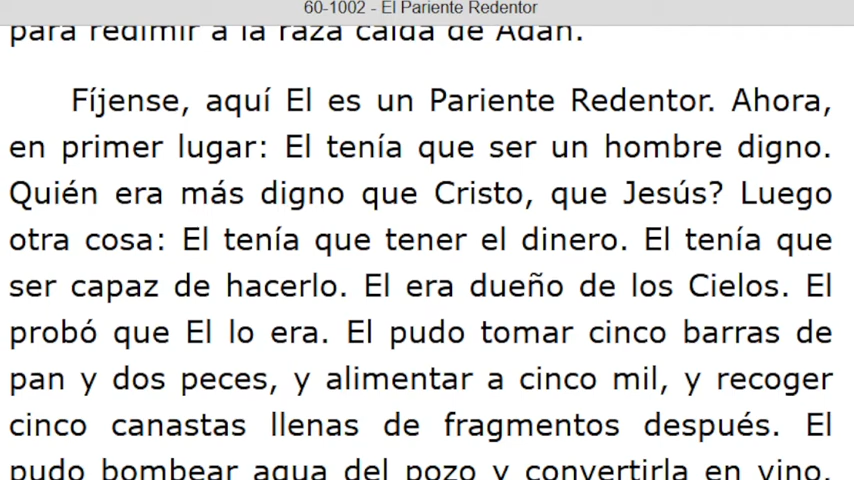 60-1002 - El Pariente Redentor
para redimir a la raza caída de Adán.
Fíjense, aquí El es un Pariente Redentor. Ahora,
en primer lugar: El tenía que ser un hombre digno.
Quién era más digno que Cristo, que Jesús? Luego
otra cosa: El tenía que tener el dinero. El tenía que
ser capaz de hacerlo. El era dueño de los Cielos. El
probó que El lo era. El pudo tomar cinco barras de
pan y dos peces, y alimentar a cinco mil, y recoger
cinco canastas llenas de fragmentos después. El
pudo bombear agua del pozo y convertirla en vino.